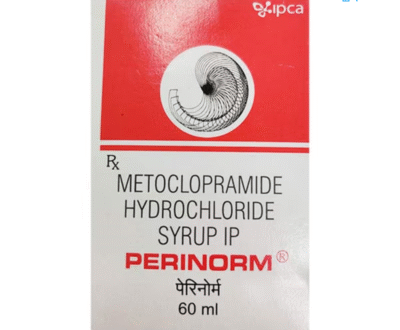 ipca
Rx
METOCLOPRAMIDE
HYDROCHLORIDE
SYRUP IP
PERINORM®
पेरिनोर्म
60 ml